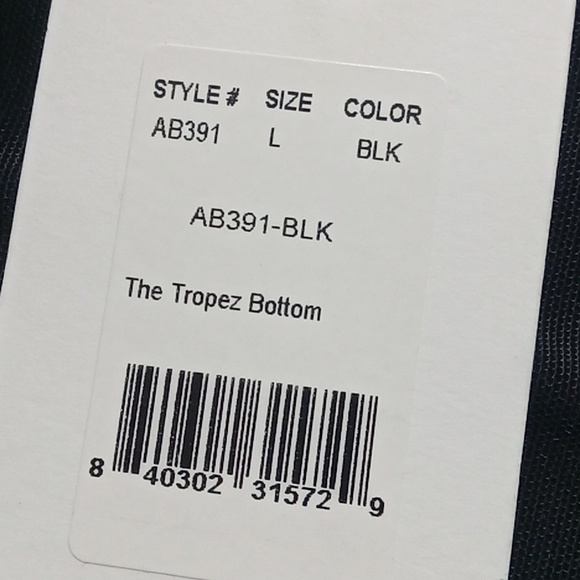 STYLE # SIZE COLOR
AB391 L BLK
AB391-BLK
The Tropez Bottom
8 40302 31572 9